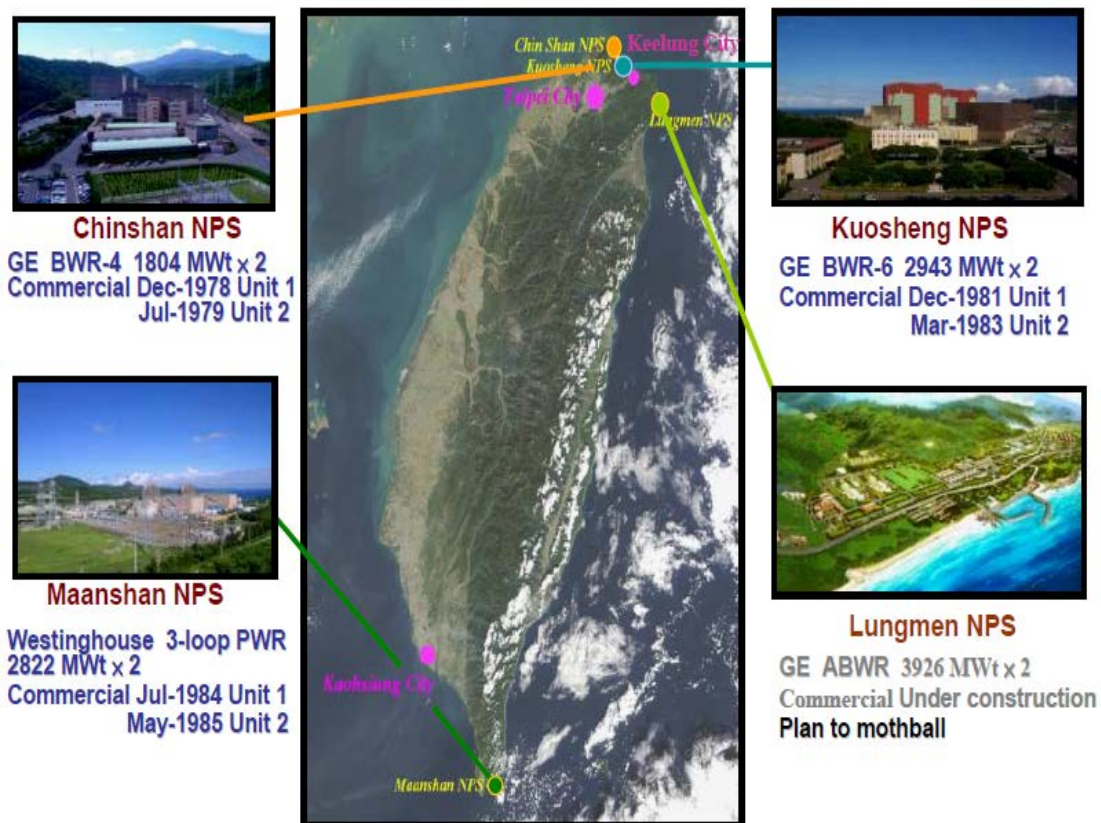 Chin Shan NPS
Keelung City
Kuosheng NPS
Taipei City
Lungmen NPS
Chinshan NPS
GE BWR-4 1804 MWt x 2
Commercial Dec-1978 Unit 1
Jul-1979 Unit 2
Kuosheng NPS
GE BWR-6 2943 MWt x 2
Commercial Dec-1981 Unit 1
Mar-1983 Unit 2
Maanshan NPS
Westinghouse 3-loop PWR
2822 MWt x 2
Commercial Jul-1984 Unit 1
May-1985 Unit 2
Kaohsiung City
Maanshan NPS
Lungmen NPS
GE ABWR 3926 MWt x 2
Commercial Under construction
Plan to mothball